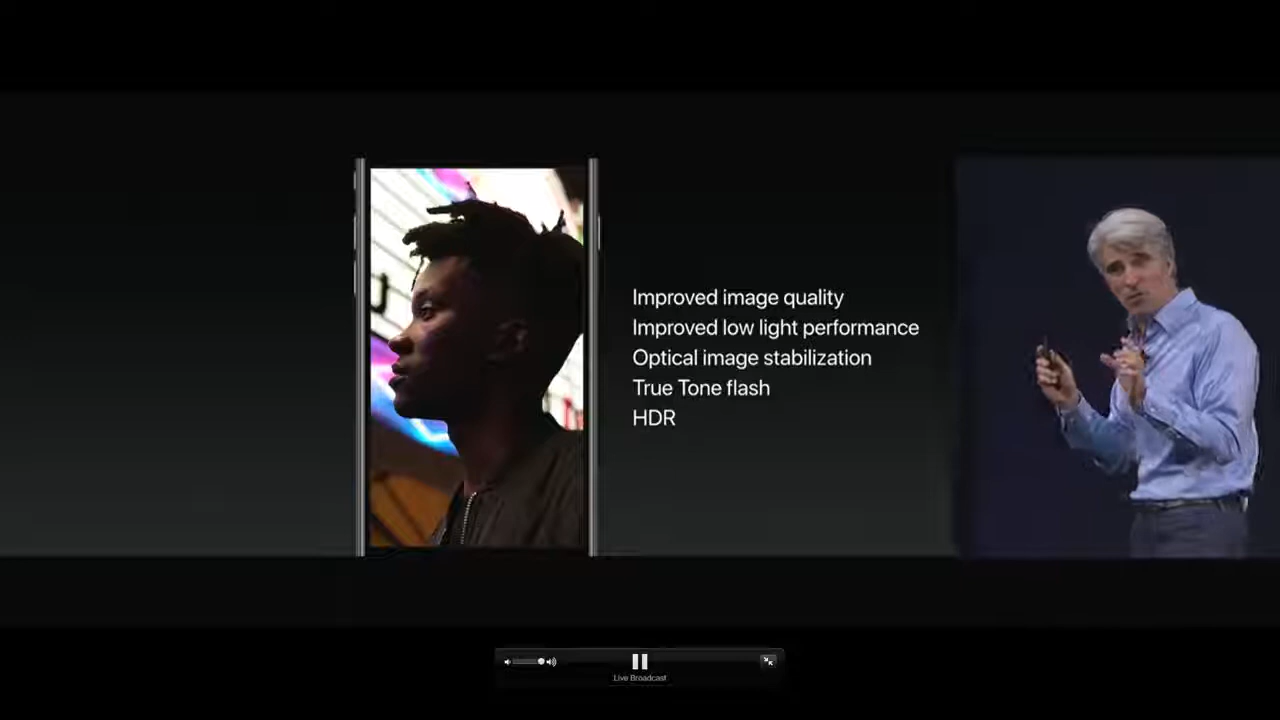 Improved image quality
Improved low light performance
Optical image stabilization
True Tone flash
HDR
Live Broadcast